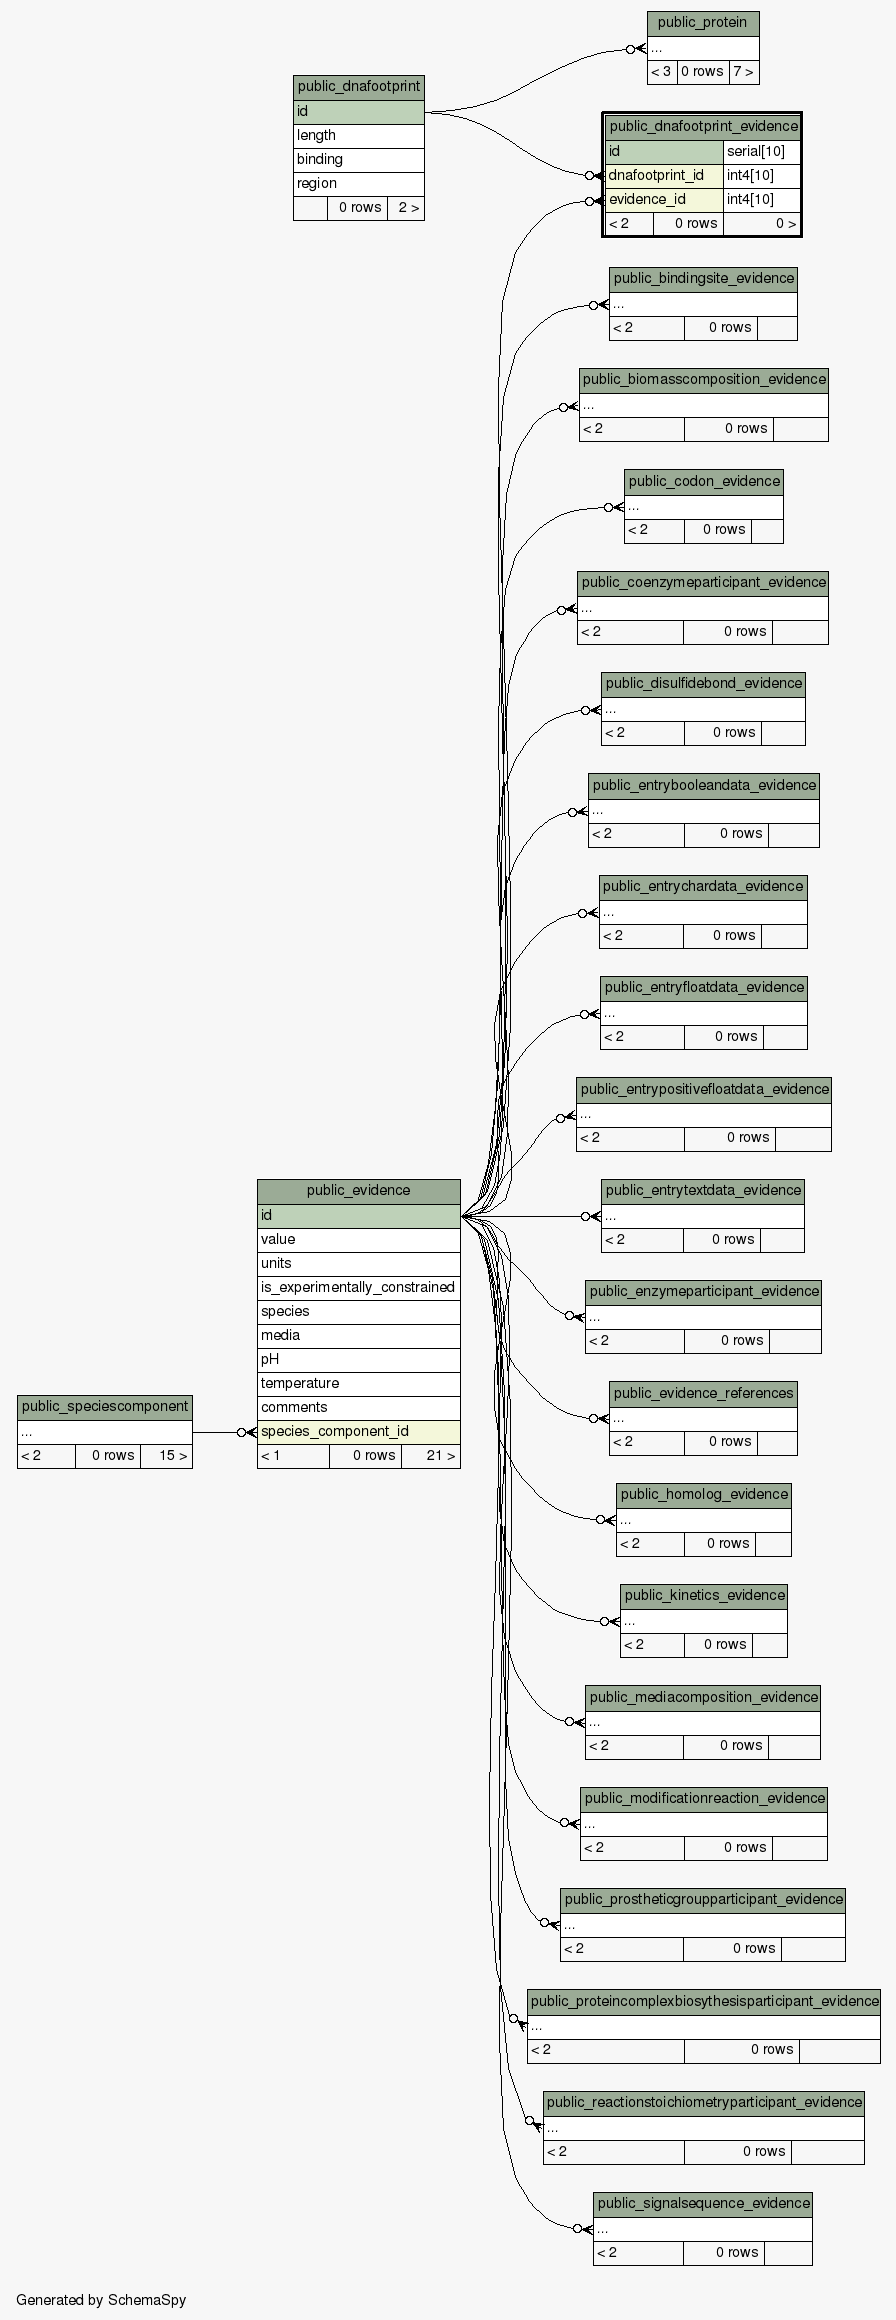 public_protein
...
< 3 0 rows 7 >
public_dnafootprint
id
length
binding
region
0 rows 2 >
public_dnafootprint_evidence
id serial[10]
dnafootprint_id int4[10]
evidence_id int4[10]
< 2 0 rows 0 >
public_bindingsite_evidence
...
< 2 0 rows
public_biomasscomposition_evidence
...
< 2 0 rows
public_codon_evidence
...
< 2 0 rows
public_coenzymeparticipant_evidence
...
< 2 0 rows
public_disulfidebond_evidence
...
< 2 0 rows
public_entrybooleandata_evidence
...
< 2 0 rows
public_entrychardata_evidence
...
< 2 0 rows
public_entryfloatdata_evidence
...
< 2 0 rows
public_entrypositivefloatdata_evidence
...
< 2 0 rows
public_evidence
id
value
units
is_experimentally_constrained
species
media
pH
temperature
comments
species_component_id
< 1 0 rows 21 >
public_speciescomponent
...
< 2 0 rows 15 >
public_entrytextdata_evidence
...
< 2 0 rows
public_enzymeparticipant_evidence
...
< 2 0 rows
public_evidence_references
...
< 2 0 rows
public_homolog_evidence
...
< 2 0 rows
public_kinetics_evidence
...
< 2 0 rows
public_mediacomposition_evidence
...
< 2 0 rows
public_modificationreaction_evidence
...
< 2 0 rows
public_prostheticgroupparticipant_evidence
...
< 2 0 rows
public_proteincomplexbiosythesisparticipant_evidence
...
< 2 0 rows
public_reactionstoichiometryparticipant_evidence
...
< 2 0 rows
public_signalsequence_evidence
...
< 2 0 rows
Generated by SchemaSpy